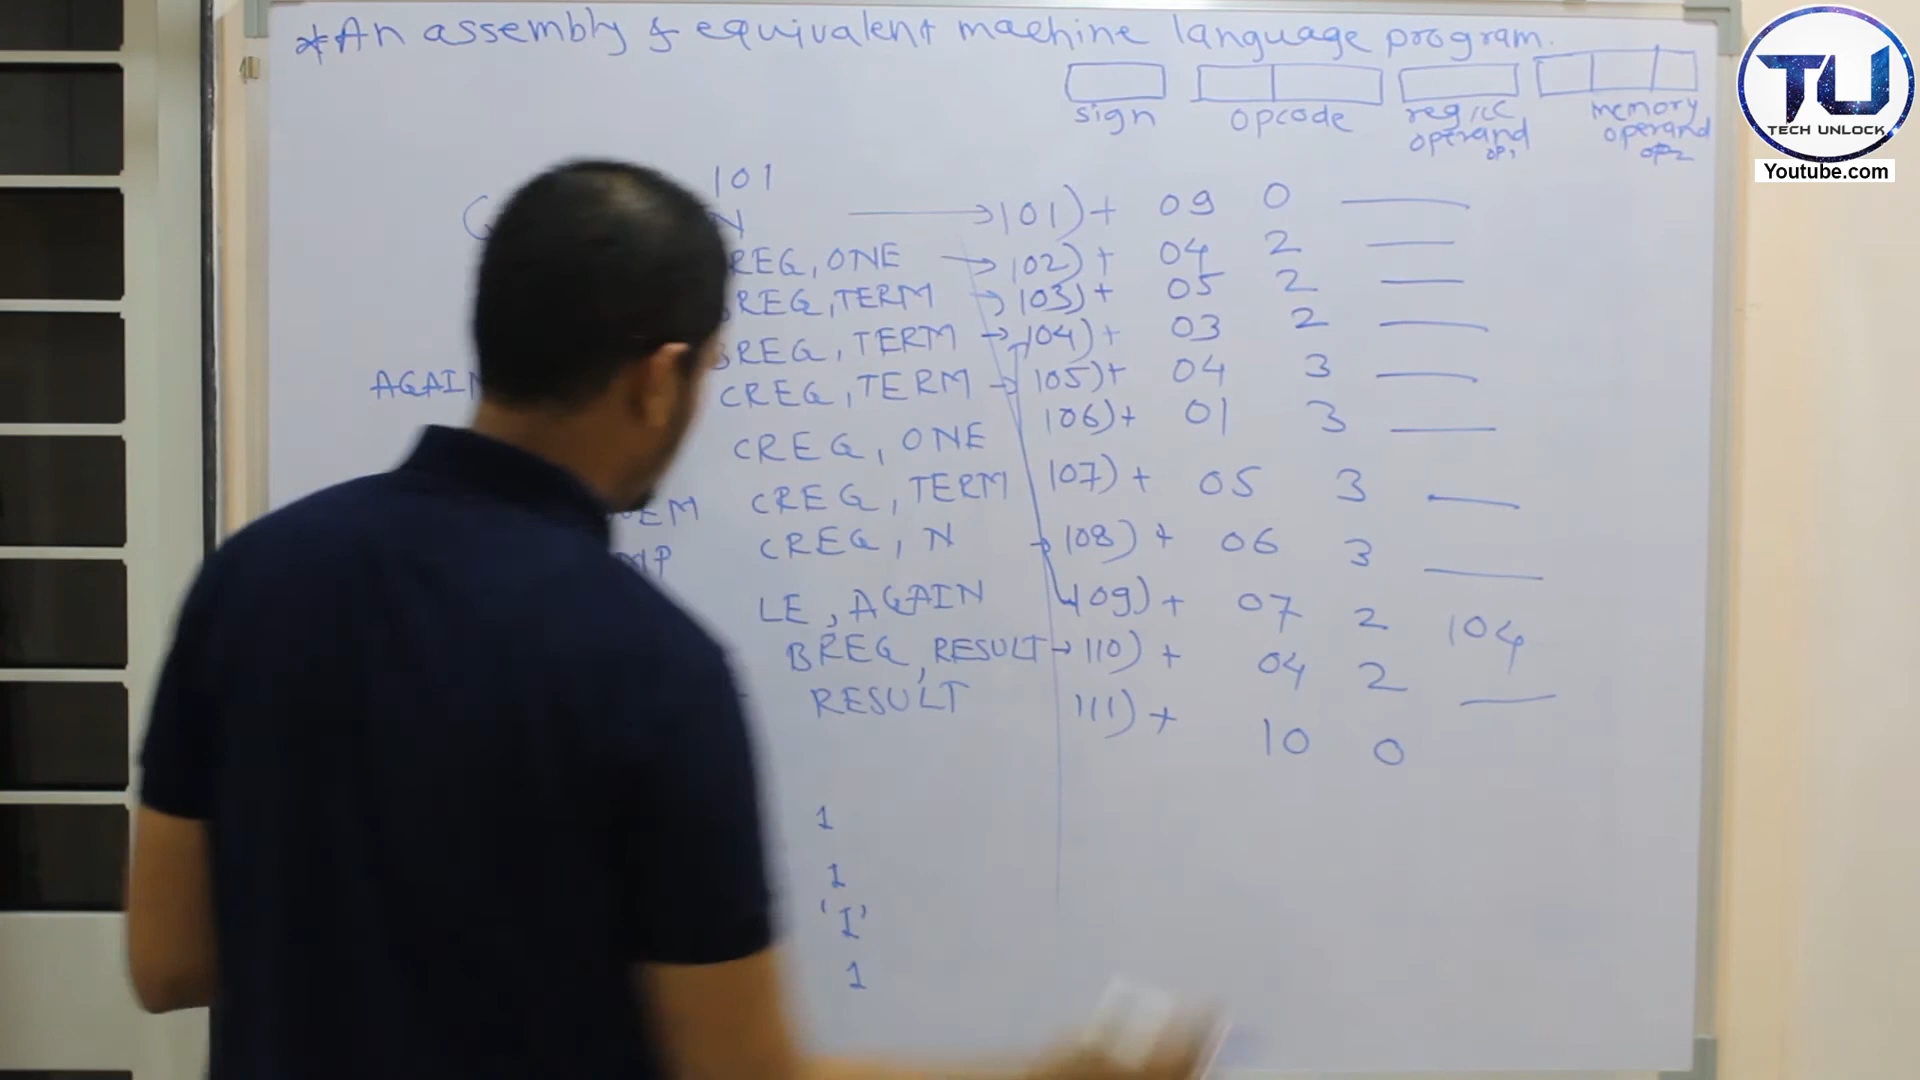 *An assembly & equivalent machine language program.
TU
TECH UNLOCK
Youtube.com
sign opcode reg/CC operand op1 memory operand op2
101
N → 101) + 09 0 ——
REG, ONE → 102) + 04 2 ——
REG, TERM → 103) + 05 2 ——
BREG, TERM → 104) + 03 2 ——
AGAIN CREG, TERM → 105) + 04 3 ——
CREG, ONE 106) + 01 3 ——
EM CREG, TERM 107) + 05 3 ——
MP CREG, N → 108) + 06 3 ——
LE, AGAIN 109) + 07 2 104
BREG, RESULT → 110) + 04 2 ——
RESULT 111) + 10 0
1
1
'1'
1